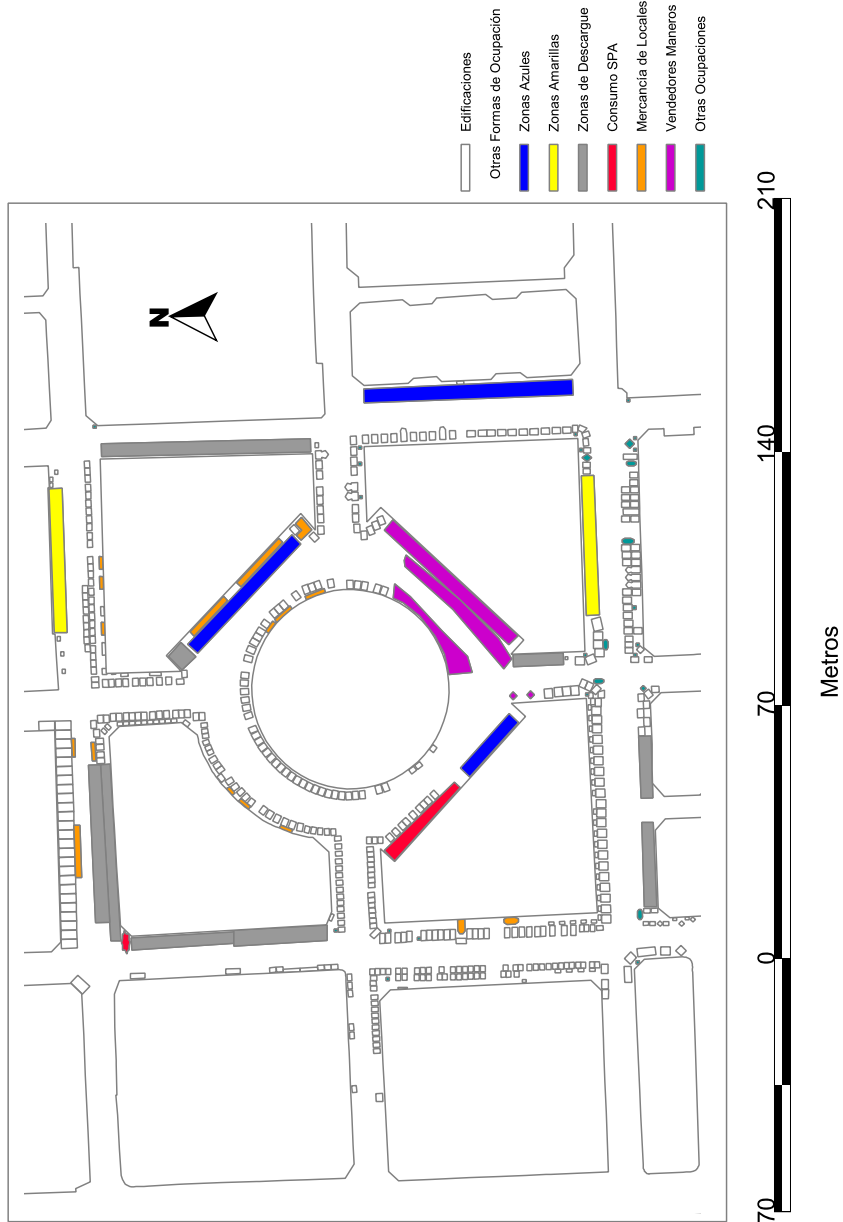 N
Edificaciones
Otras Formas de Ocupación
Zonas Azules
Zonas Amarillas
Zonas de Descargue
Consumo SPA
Mercancía de Locales
Vendedores Maneros
Otras Ocupaciones
70
0
70
140
210
Metros